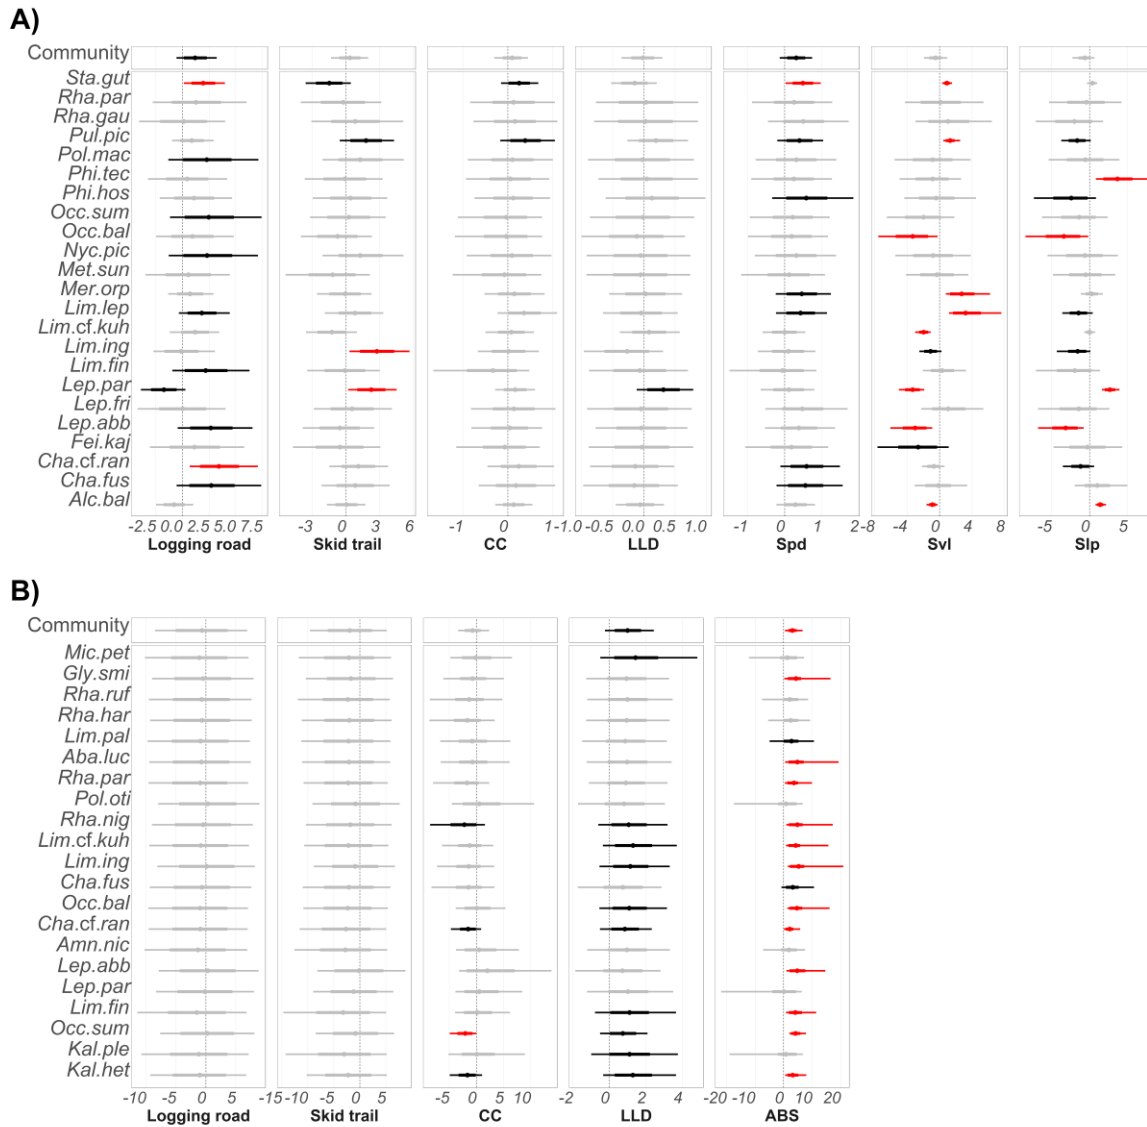 A)
Community
Sta.gut
Rha.par
Rha.gau
Pul.pic
Pol.mac
Phi.tec
Phi.hos
Occ.sum
Occ.bal
Nyc.pic
Met.sun
Mer.orp
Lim.lep
Lim.cf.kuh
Lim.ing
Lim.fin
Lep.par
Lep.fri
Lep.abb
Fei.kaj
Cha.cf.ran
Cha.fus
Alc.bal
-2.5 0.0 2.5 5.0 7.5 -3 0 3 6 -1 0 1 -1.0 -0.5 0.0 0.5 1.0 -1 0 1 2 -8 -4 0 4 8 -5 0 5
Logging road Skid trail CC LLD Spd Svl Slp
B)
Community
Mic.pet
Gly.smi
Rha.ruf
Rha.har
Lim.pal
Aba.luc
Rha.par
Pol.oti
Rha.nig
Lim.cf.kuh
Lim.ing
Cha.fus
Occ.bal
Cha.cf.ran
Amn.nic
Lep.abb
Lep.par
Lim.fin
Occ.sum
Kal.ple
Kal.het
-5 0 5 -15 -10 -5 0 5 -5 0 5 10 -2 0 2 4 -20 -10 0 10 20
Logging road Skid trail CC LLD ABS